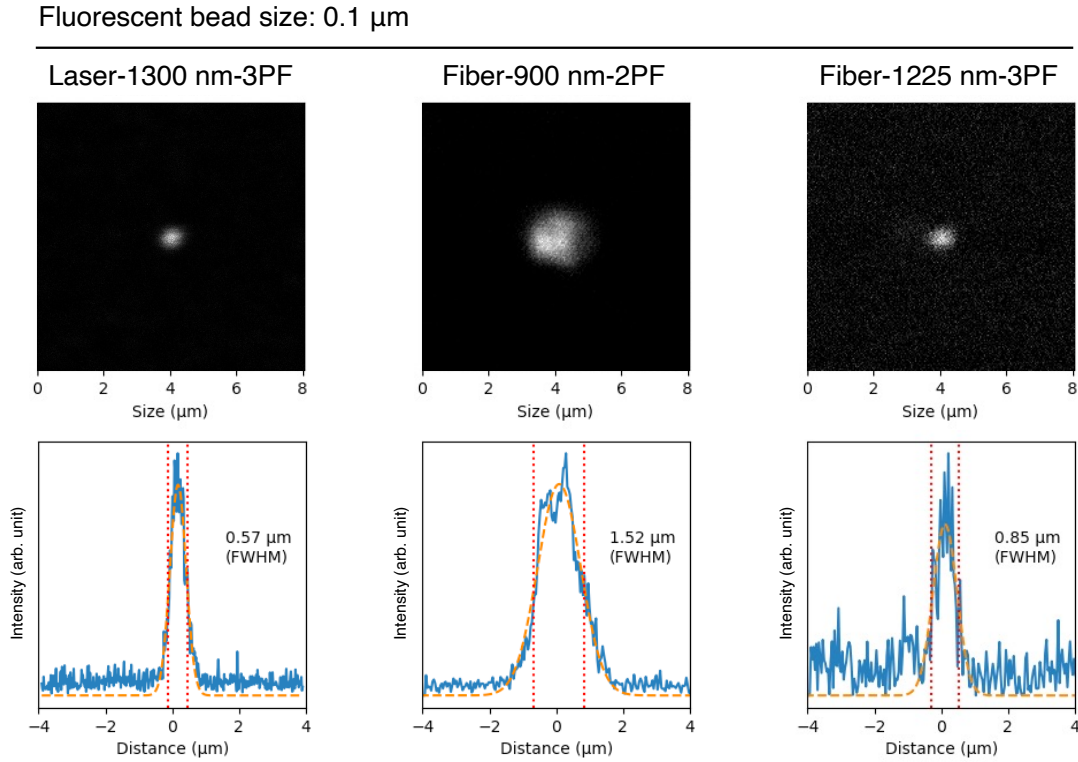 Fluorescent bead size: 0.1 µm
Laser-1300 nm-3PF
Fiber-900 nm-2PF
Fiber-1225 nm-3PF
0 2 4 6 8
Size (µm)
0 2 4 6 8
Size (µm)
0 2 4 6 8
Size (µm)
Intensity (arb. unit)
0.57 µm
(FWHM)
−4 −2 0 2 4
Distance (µm)
Intensity (arb. unit)
1.52 µm
(FWHM)
−4 −2 0 2 4
Distance (µm)
Intensity (arb. unit)
0.85 µm
(FWHM)
−4 −2 0 2 4
Distance (µm)